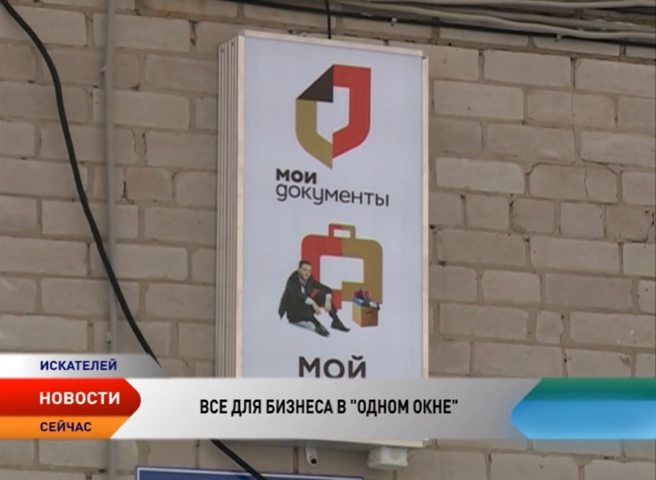 мои
документы
МОЙ
ИСКАТЕЛЕЙ
НОВОСТИ
СЕЙЧАС
ВСЕ ДЛЯ БИЗНЕСА В "ОДНОМ ОКНЕ"